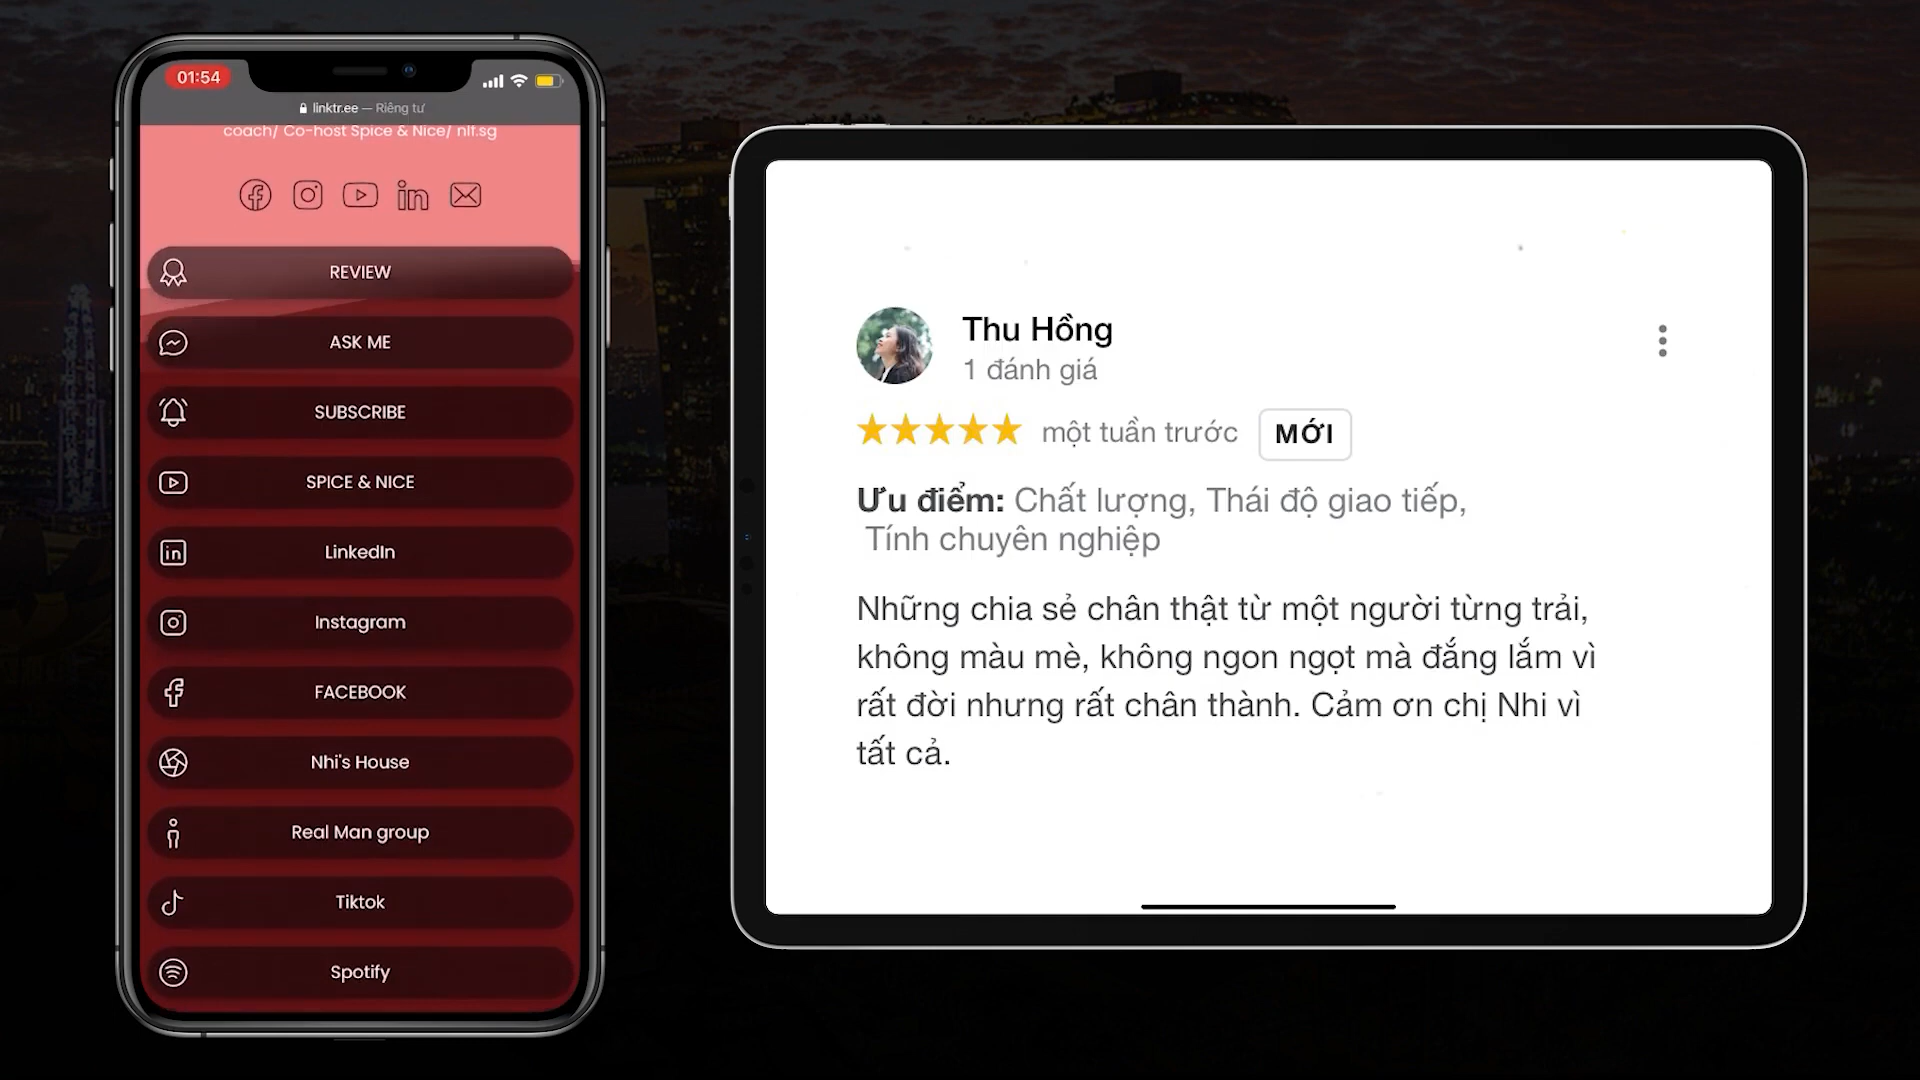 01:54
linktr.ee — Riêng tư
coach/ Co-host Spice & Nice/ nlf.sg
REVIEW
ASK ME
SUBSCRIBE
SPICE & NICE
LinkedIn
Instagram
FACEBOOK
Nhi's House
Real Man group
Tiktok
Spotify
Thu Hồng
1 đánh giá
một tuần trước MỚI
Ưu điểm: Chất lượng, Thái độ giao tiếp,
Tính chuyên nghiệp
Những chia sẻ chân thật từ một người từng trải,
không màu mè, không ngon ngọt mà đắng lắm vì
rất đời nhưng rất chân thành. Cảm ơn chị Nhi vì
tất cả.